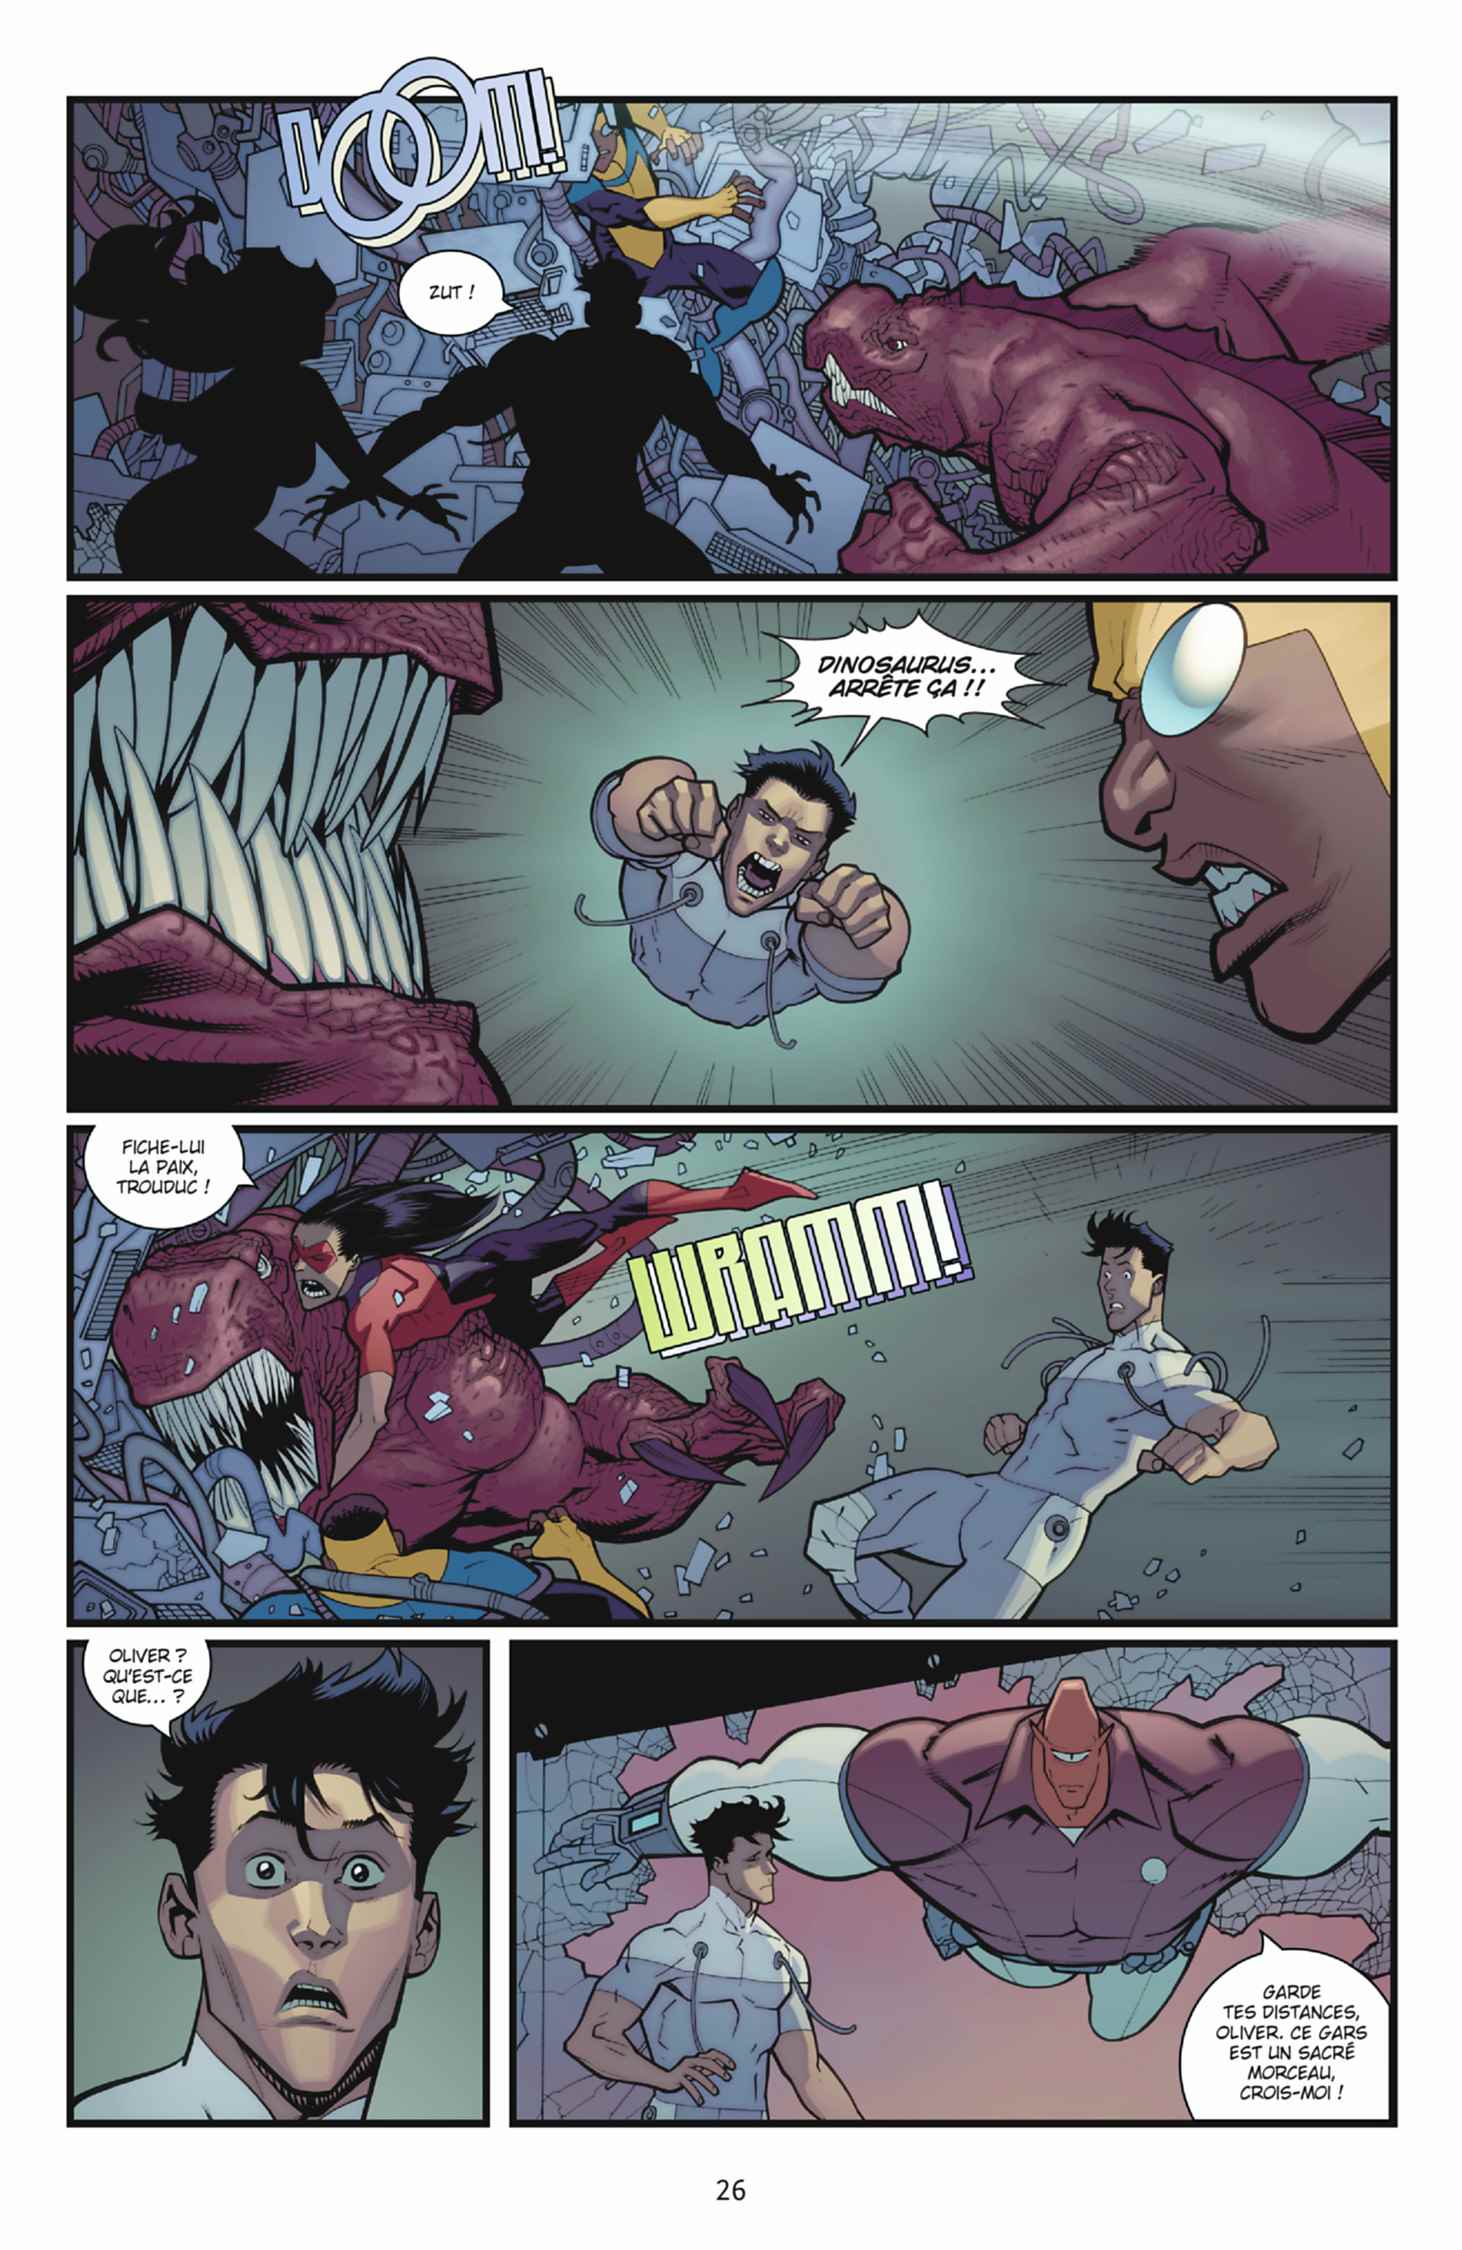 DOOM!
ZUT !
DINOSAURUS...
ARRÊTE ÇA !!
FICHE-LUI
LA PAIX,
TROUDUC !
WRAMM!
OLIVER ?
QU'EST-CE
QUE... ?
GARDE
TES DISTANCES,
OLIVER. CE GARS
EST UN SACRÉ
MORCEAU,
CROIS-MOI !
26